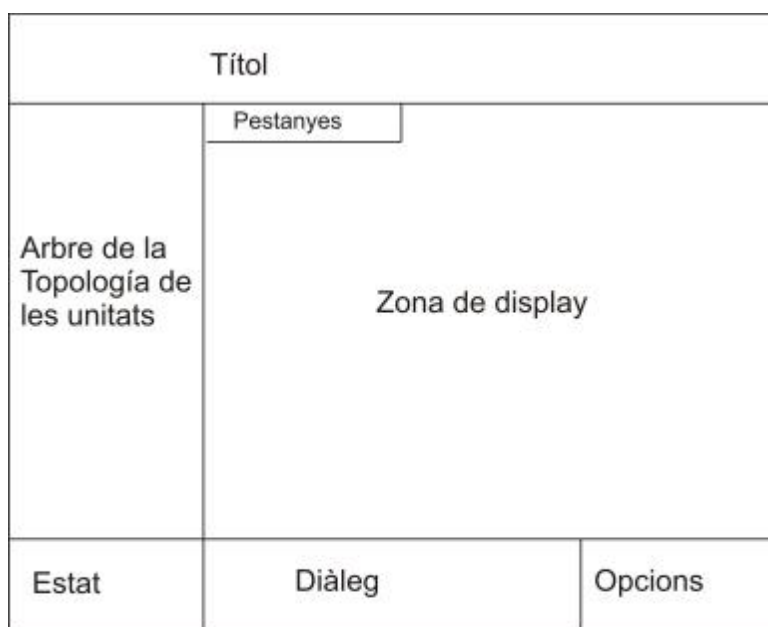 Títol
Pestanyes
Arbre de la
Topología de
les unitats
Zona de display
Estat
Diàleg
Opcions